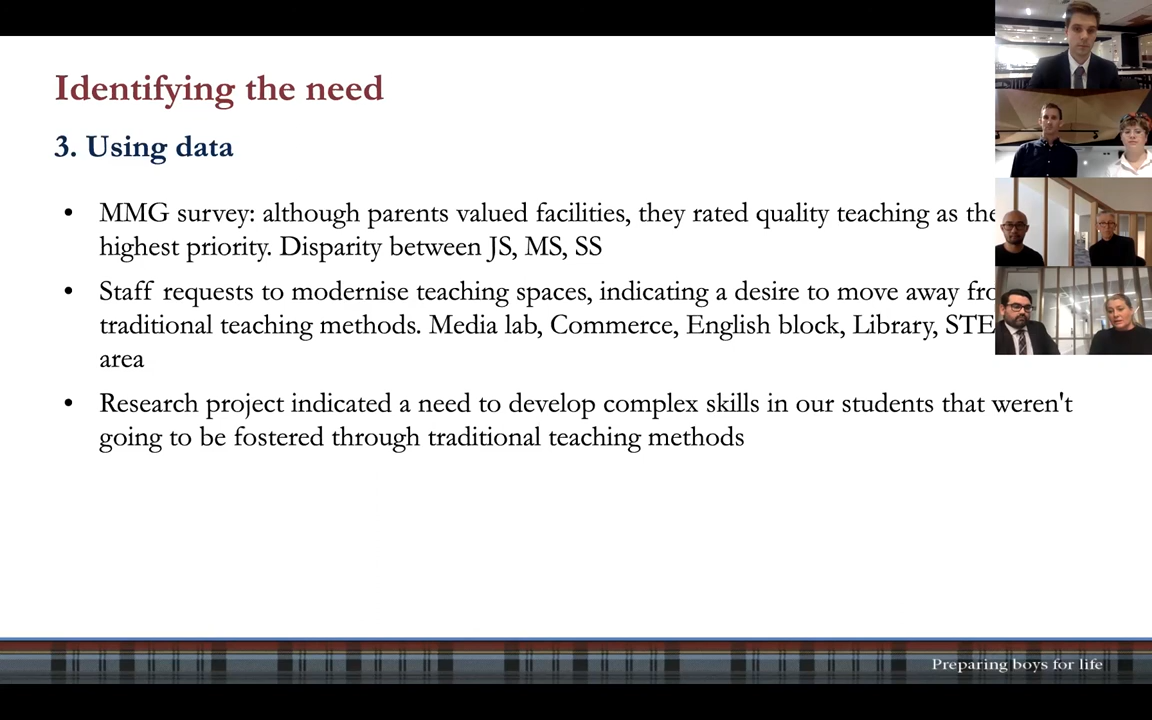 Identifying the need
3. Using data
• MMG survey: although parents valued facilities, they rated quality teaching as the
highest priority. Disparity between JS, MS, SS
• Staff requests to modernise teaching spaces, indicating a desire to move away
traditional teaching methods. Media lab, Commerce, English block, Library,
area
• Research project indicated a need to develop complex skills in our students that weren't
going to be fostered through traditional teaching methods
Preparing boys for life